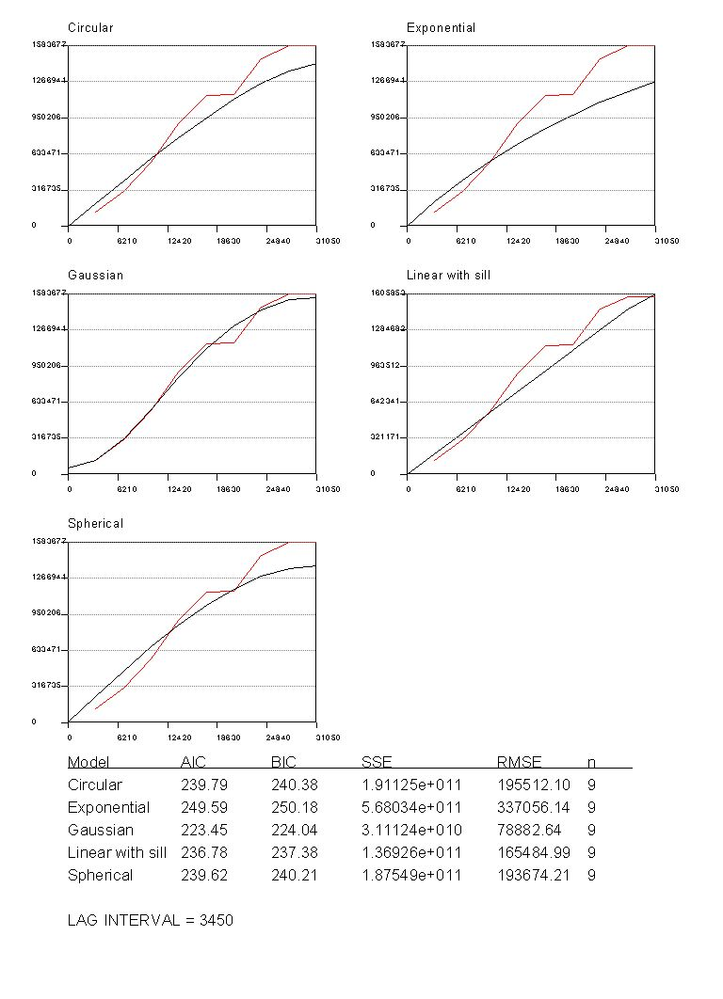 Circular
Exponential
1583677
1266941
950206
633471
316735
0
0 6210 12420 18630 24840 31050
1583677
1266941
950206
633471
316735
0
0 6210 12420 18630 24840 31050
Gaussian
Linear with sill
1583677
1266941
950206
633471
316735
0
0 6210 12420 18630 24840 31050
1605853
1284682
963512
642341
321171
0
0 6210 12420 18630 24840 31050
Spherical
1583677
1266941
950206
633471
316735
0
0 6210 12420 18630 24840 31050
Model AIC BIC SSE RMSE n
Circular 239.79 240.38 1.91125e+011 195512.10 9
Exponential 249.59 250.18 5.68034e+011 337056.14 9
Gaussian 223.45 224.04 3.11124e+010 78882.64 9
Linear with sill 236.78 237.38 1.36926e+011 165484.99 9
Spherical 239.62 240.21 1.87549e+011 193674.21 9
LAG INTERVAL = 3450